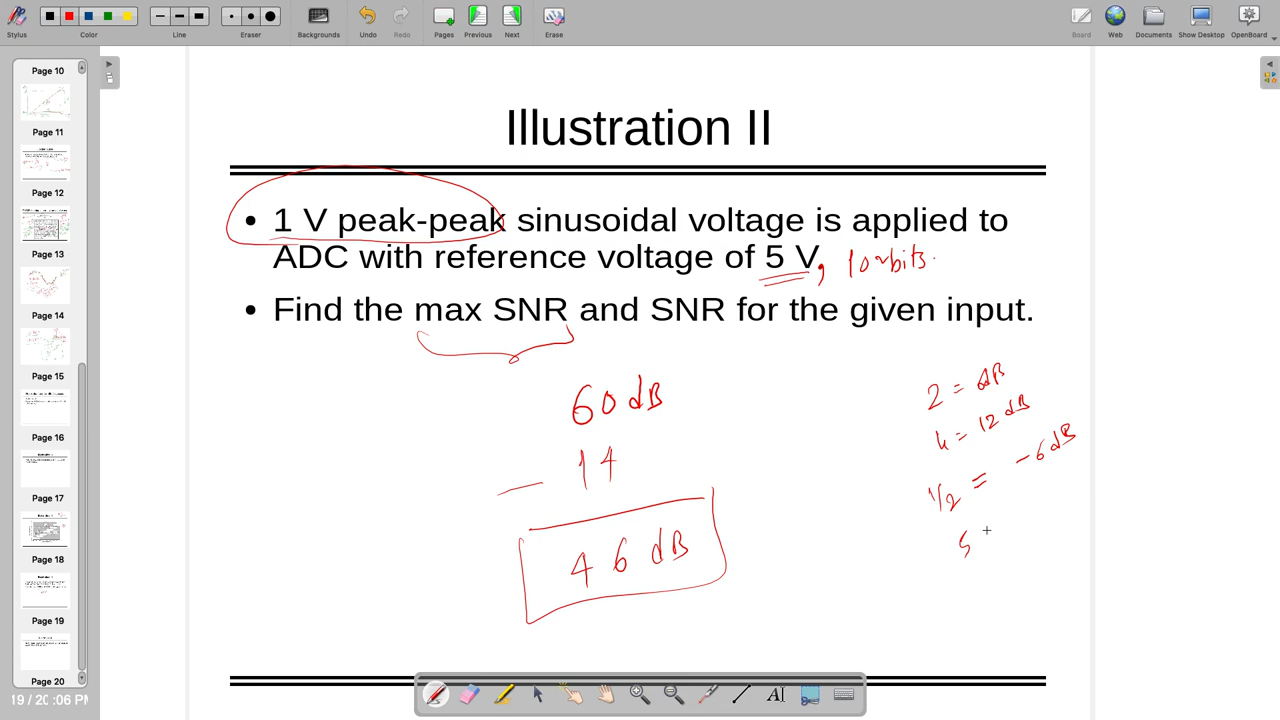 Stylus
Color
Line
Eraser
Backgrounds
Undo
Redo
Pages
Previous
Next
Erase
Board
Web
Documents
Show Desktop
OpenBoard
Page 10
Page 11
Page 12
Page 13
Page 14
Page 15
Page 16
Page 17
Page 18
Page 19
Page 20
Illustration II
• 1 V peak-peak sinusoidal voltage is applied to
ADC with reference voltage of 5 V, 10-bits.
• Find the max SNR and SNR for the given input.
60 dB
— 14
46 dB
2 = 6dB
4 = 12 dB
1/2 = -6 dB
5